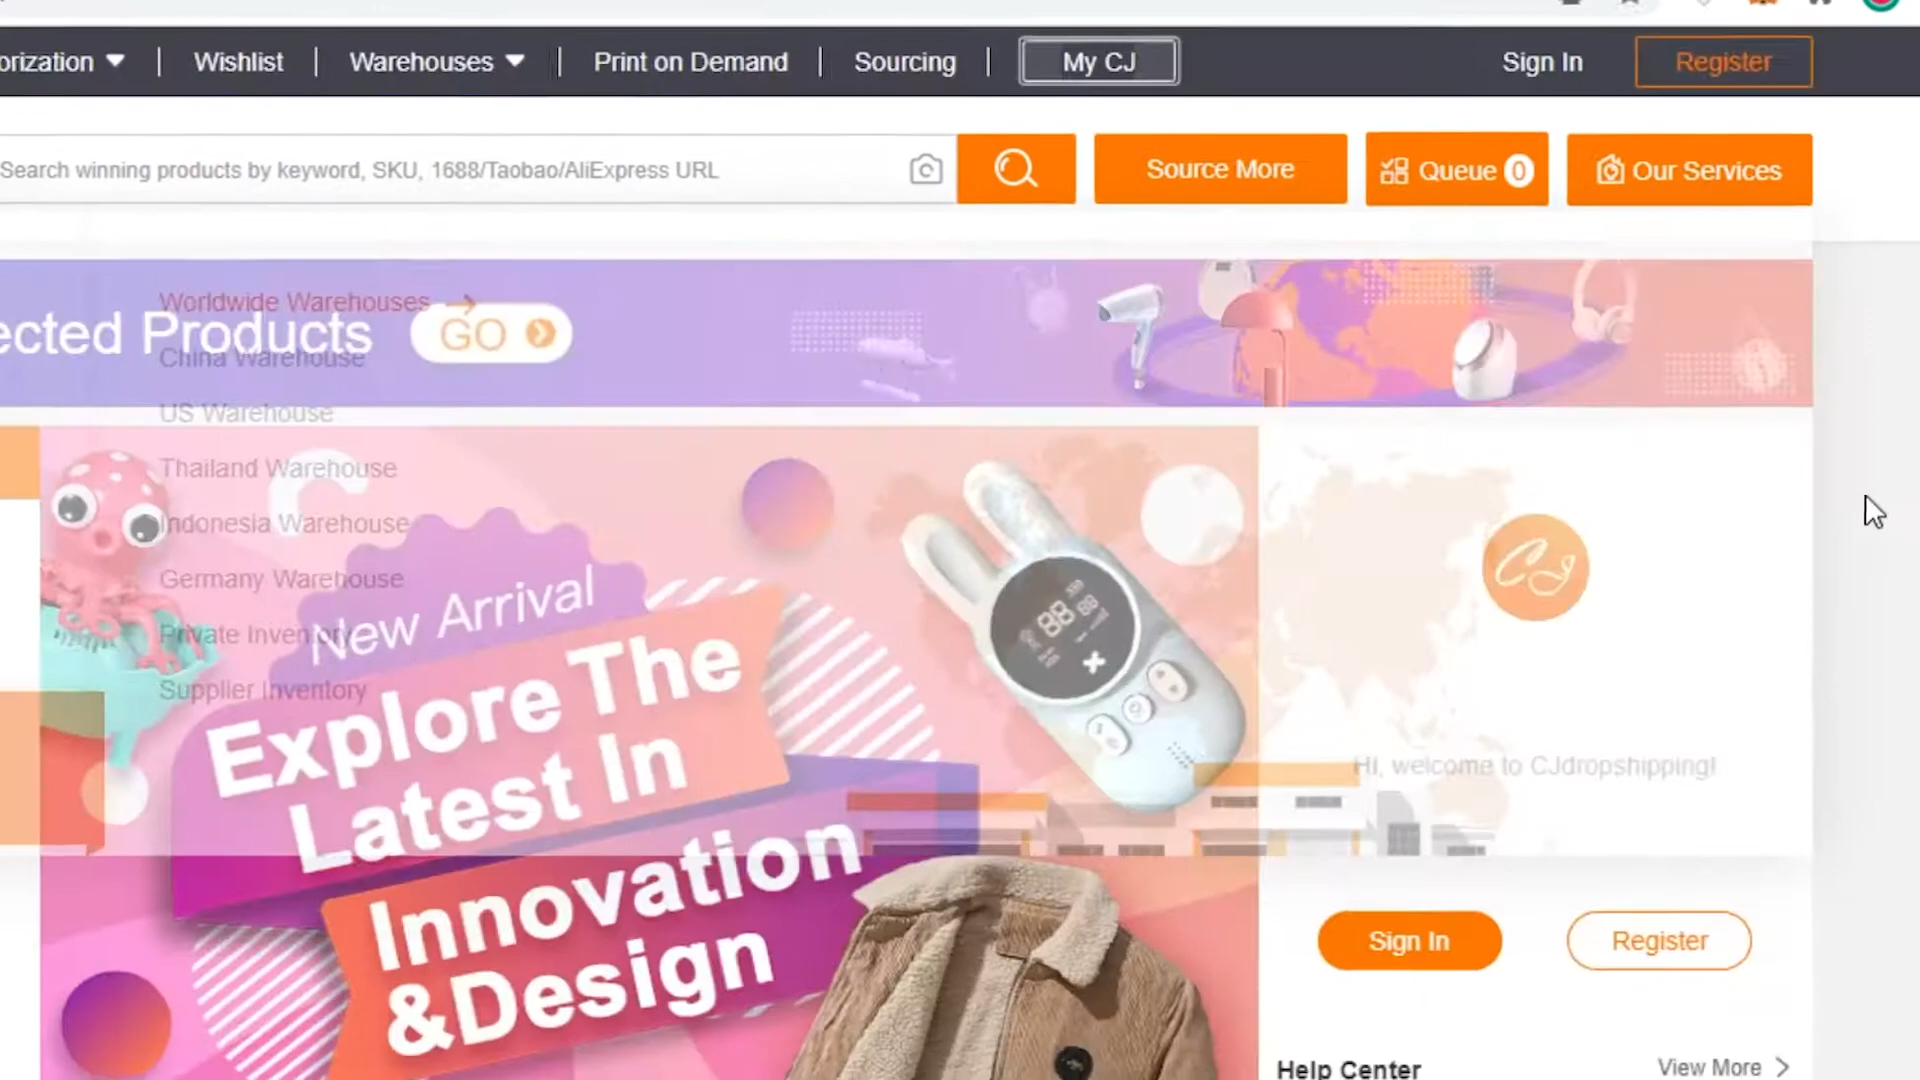 orization
Wishlist
Warehouses
Print on Demand
Sourcing
My CJ
Sign In
Register
Search winning products by keyword, SKU, 1688/Taobao/AliExpress URL
Source More
Queue 0
Our Services
Worldwide Warehouses
ected Products
GO
China Warehouse
US Warehouse
Thailand Warehouse
Indonesia Warehouse
Germany Warehouse
Private Inventory
Supplier Inventory
New Arrival
Explore The
Latest In
Innovation
&Design
88
88
CJ
Hi, welcome to CJdropshipping!
Sign In
Register
Help Center
View More